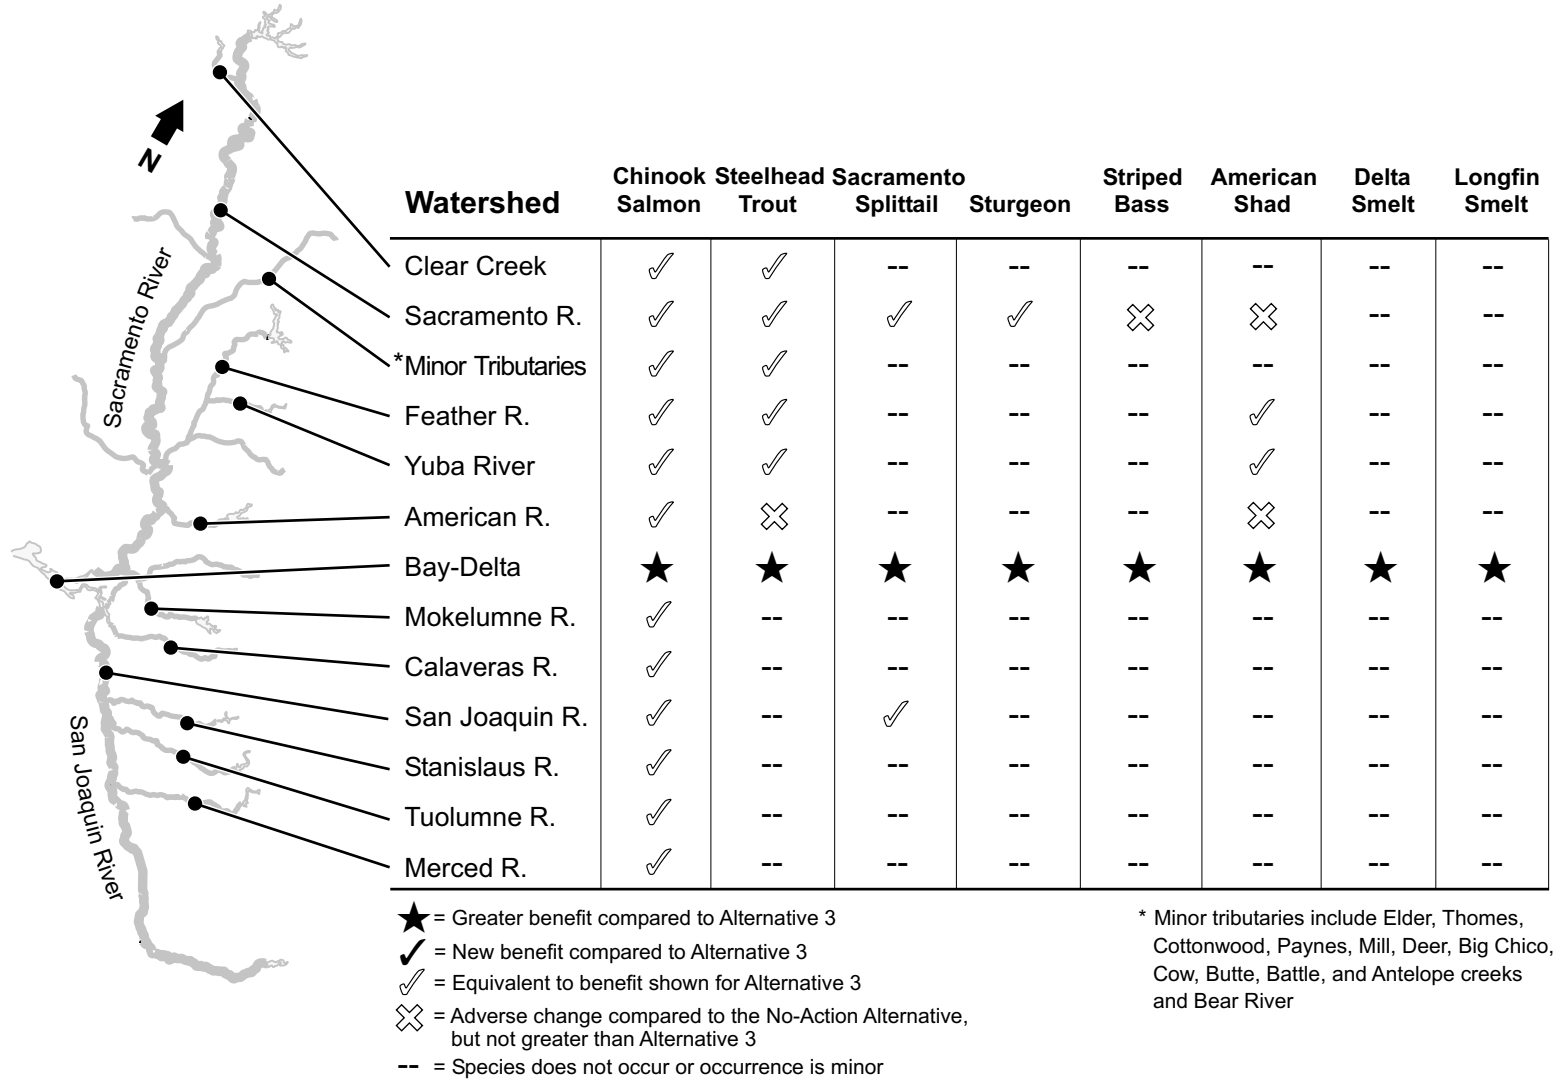 N
Sacramento River
San Joaquin River
Watershed Chinook Salmon Steelhead Trout Sacramento Splittail Sturgeon Striped Bass American Shad Delta Smelt Longfin Smelt
Clear Creek ✓ ✓ -- -- -- -- -- --
Sacramento R. ✓ ✓ ✓ ✓ ✗ ✗ -- --
*Minor Tributaries ✓ ✓ -- -- -- -- -- --
Feather R. ✓ ✓ -- -- -- ✓ -- --
Yuba River ✓ ✓ -- -- -- ✓ -- --
American R. ✓ ✗ -- -- -- ✗ -- --
Bay-Delta ★ ★ ★ ★ ★ ★ ★ ★
Mokelumne R. ✓ -- -- -- -- -- -- --
Calaveras R. ✓ -- -- -- -- -- -- --
San Joaquin R. ✓ -- ✓ -- -- -- -- --
Stanislaus R. ✓ -- -- -- -- -- -- --
Tuolumne R. ✓ -- -- -- -- -- -- --
Merced R. ✓ -- -- -- -- -- -- --
★ = Greater benefit compared to Alternative 3
✓ = New benefit compared to Alternative 3
✓ = Equivalent to benefit shown for Alternative 3
✗ = Adverse change compared to the No-Action Alternative,
but not greater than Alternative 3
-- = Species does not occur or occurrence is minor
* Minor tributaries include Elder, Thomes,
Cottonwood, Paynes, Mill, Deer, Big Chico,
Cow, Butte, Battle, and Antelope creeks
and Bear River